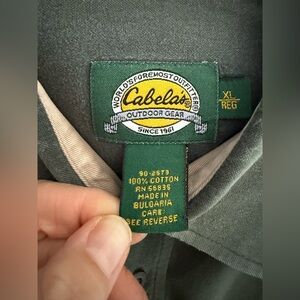 WORLD'S FOREMOST OUTFITTER
Cabela's
OUTDOOR GEAR
SINCE 1961
XL
REG
90-2573
100% COTTON
RN 55835
MADE IN
BULGARIA
CARE:
SEE REVERSE